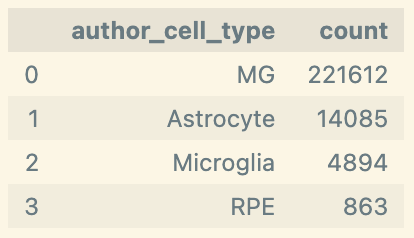 author_cell_type count
0 MG 221612
1 Astrocyte 14085
2 Microglia 4894
3 RPE 863